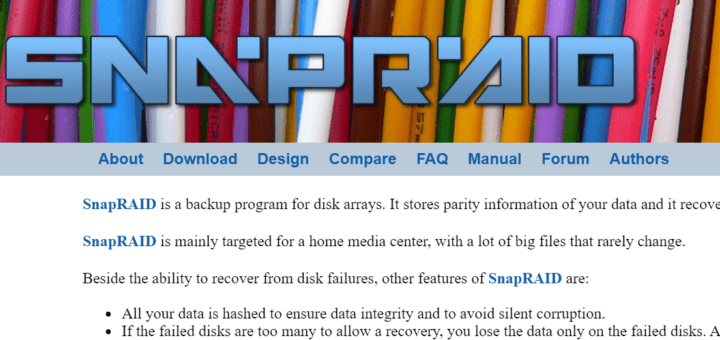 SNAPRAID
About Download Design Compare FAQ Manual Forum Authors
SnapRAID is a backup program for disk arrays. It stores parity information of your data and it recove
SnapRAID is mainly targeted for a home media center, with a lot of big files that rarely change.
Beside the ability to recover from disk failures, other features of SnapRAID are:
• All your data is hashed to ensure data integrity and to avoid silent corruption.
• If the failed disks are too many to allow a recovery, you lose the data only on the failed disks. A